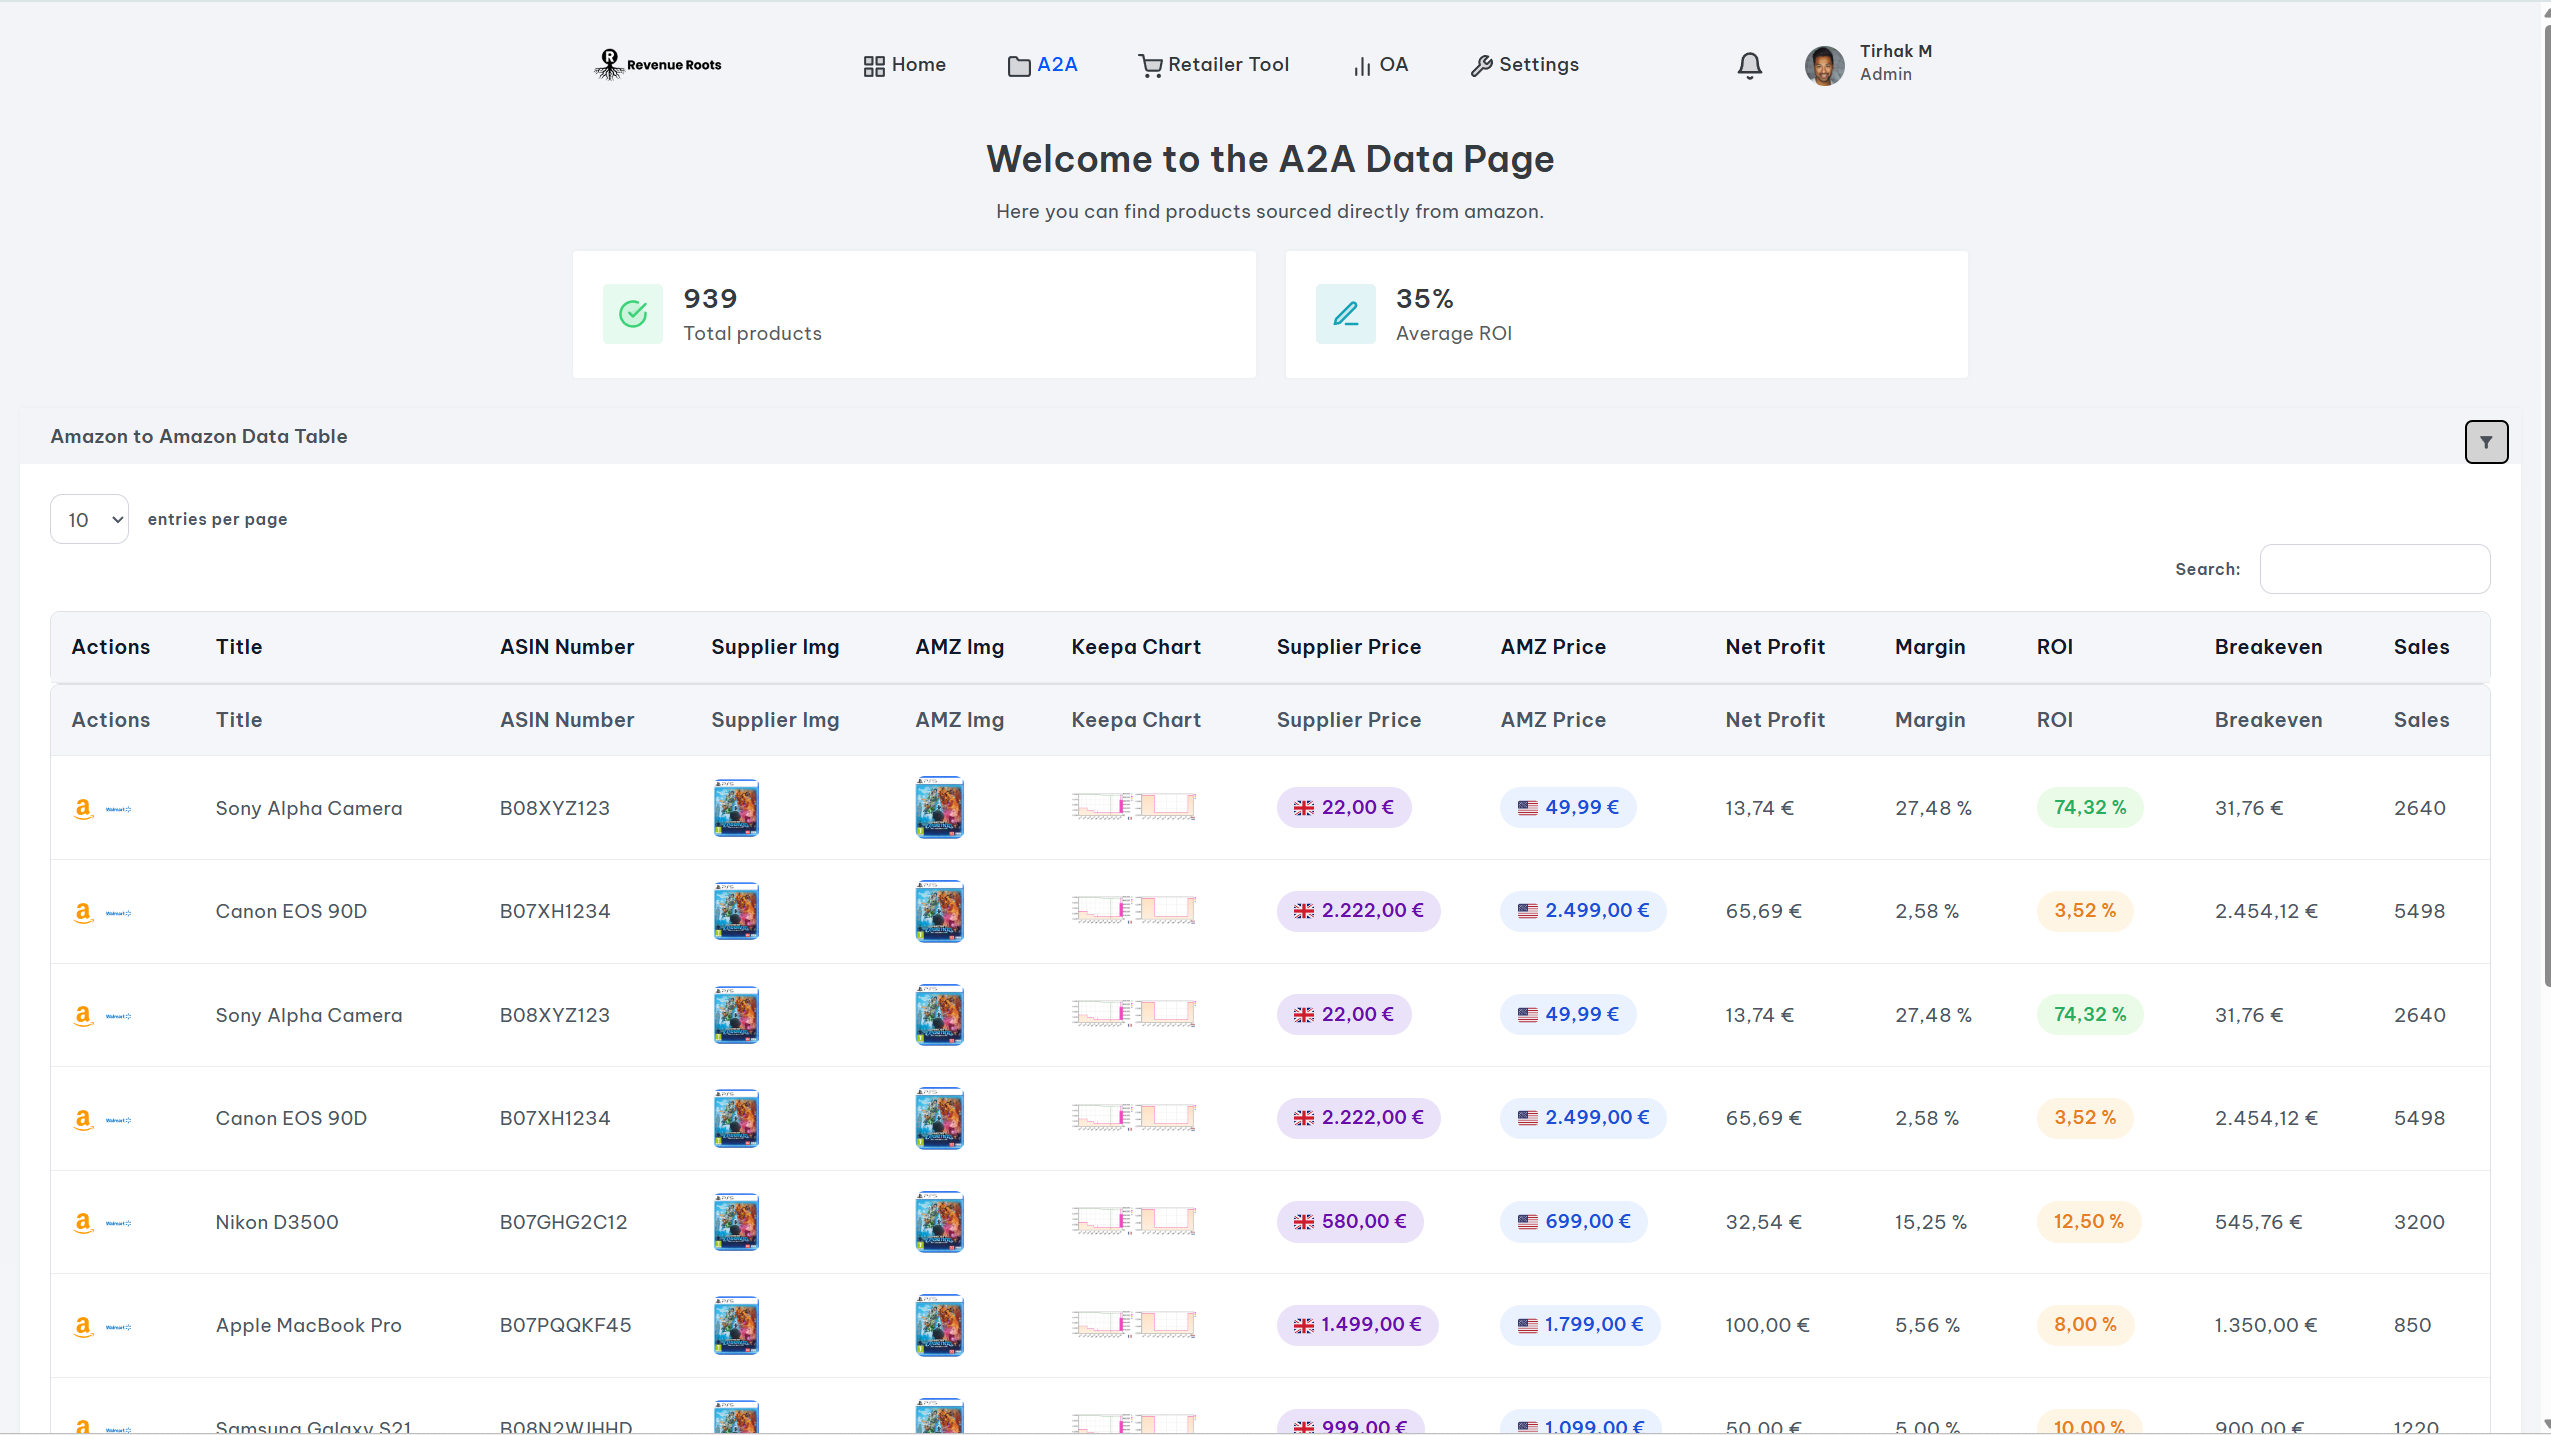 Revenue Roots
Home
A2A
Retailer Tool
OA
Settings
Tirhak M
Admin
Welcome to the A2A Data Page
Here you can find products sourced directly from amazon.
939
Total products
35%
Average ROI
Amazon to Amazon Data Table
10 entries per page
Search:
Actions Title ASIN Number Supplier Img AMZ Img Keepa Chart Supplier Price AMZ Price Net Profit Margin ROI Breakeven Sales
Actions Title ASIN Number Supplier Img AMZ Img Keepa Chart Supplier Price AMZ Price Net Profit Margin ROI Breakeven Sales
a Walmart Sony Alpha Camera B08XYZ123 22,00 € 49,99 € 13,74 € 27,48 % 74,32 % 31,76 € 2640
a Walmart Canon EOS 90D B07XH1234 2.222,00 € 2.499,00 € 65,69 € 2,58 % 3,52 % 2.454,12 € 5498
a Walmart Sony Alpha Camera B08XYZ123 22,00 € 49,99 € 13,74 € 27,48 % 74,32 % 31,76 € 2640
a Walmart Canon EOS 90D B07XH1234 2.222,00 € 2.499,00 € 65,69 € 2,58 % 3,52 % 2.454,12 € 5498
a Walmart Nikon D3500 B07GHG2C12 580,00 € 699,00 € 32,54 € 15,25 % 12,50 % 545,76 € 3200
a Walmart Apple MacBook Pro B07PQQKF45 1.499,00 € 1.799,00 € 100,00 € 5,56 % 8,00 % 1.350,00 € 850
a Walmart Samsung Galaxy S21 B08N2WJHHD 999,00 € 1.099,00 € 50,00 € 5,00 % 10,00 % 900,00 € 1220